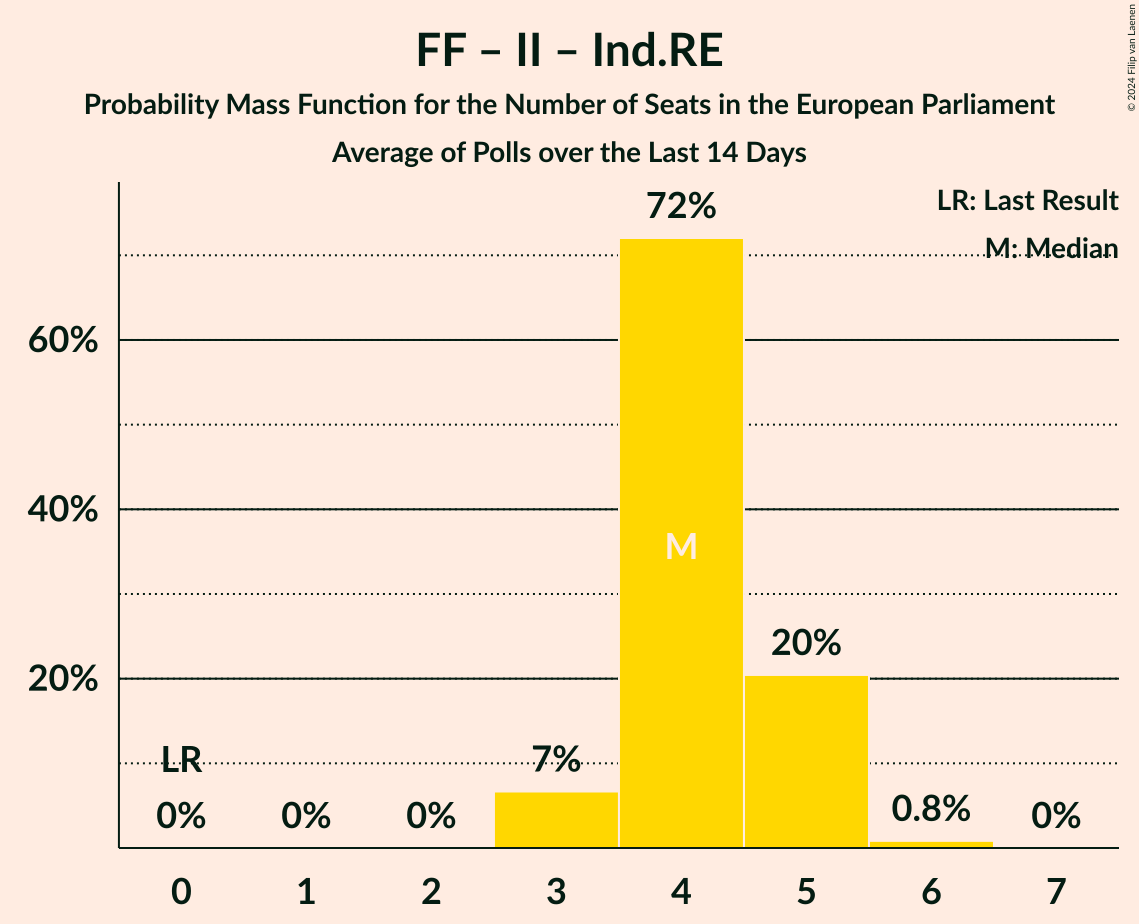 FF – II – Ind.RE
Probability Mass Function for the Number of Seats in the European Parliament
Average of Polls over the Last 14 Days
© 2024 Filip van Laenen
LR: Last Result
M: Median
72%
60%
40%
M
20%
20%
LR
7%
0%
0%
0%
0.8%
0%
0
1
2
3
4
5
6
7